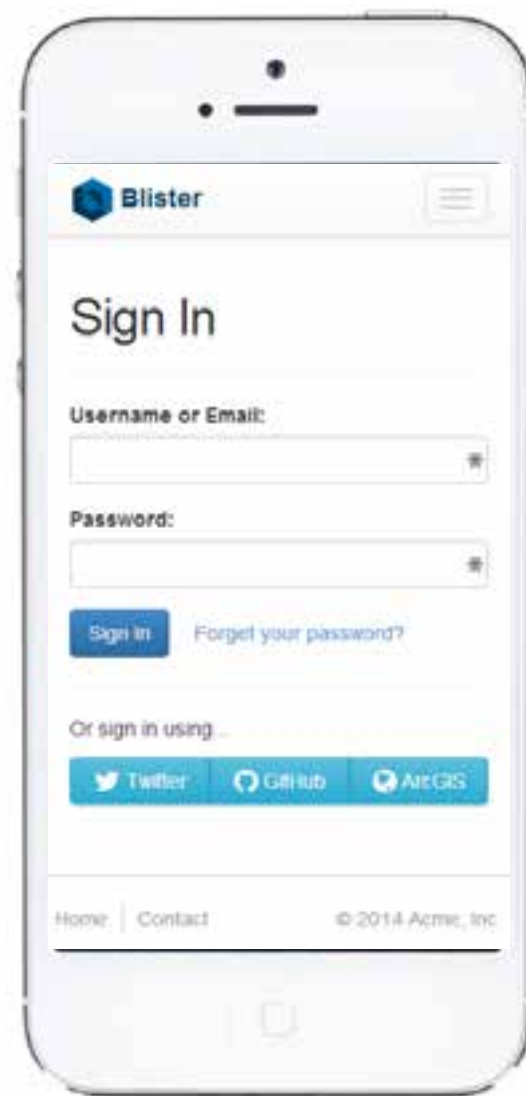 Blister
Sign In
Username or Email:
Password:
Sign In Forget your password?
Or sign in using...
Twitter GitHub ArcGIS
Home Contact © 2014 Acme, Inc